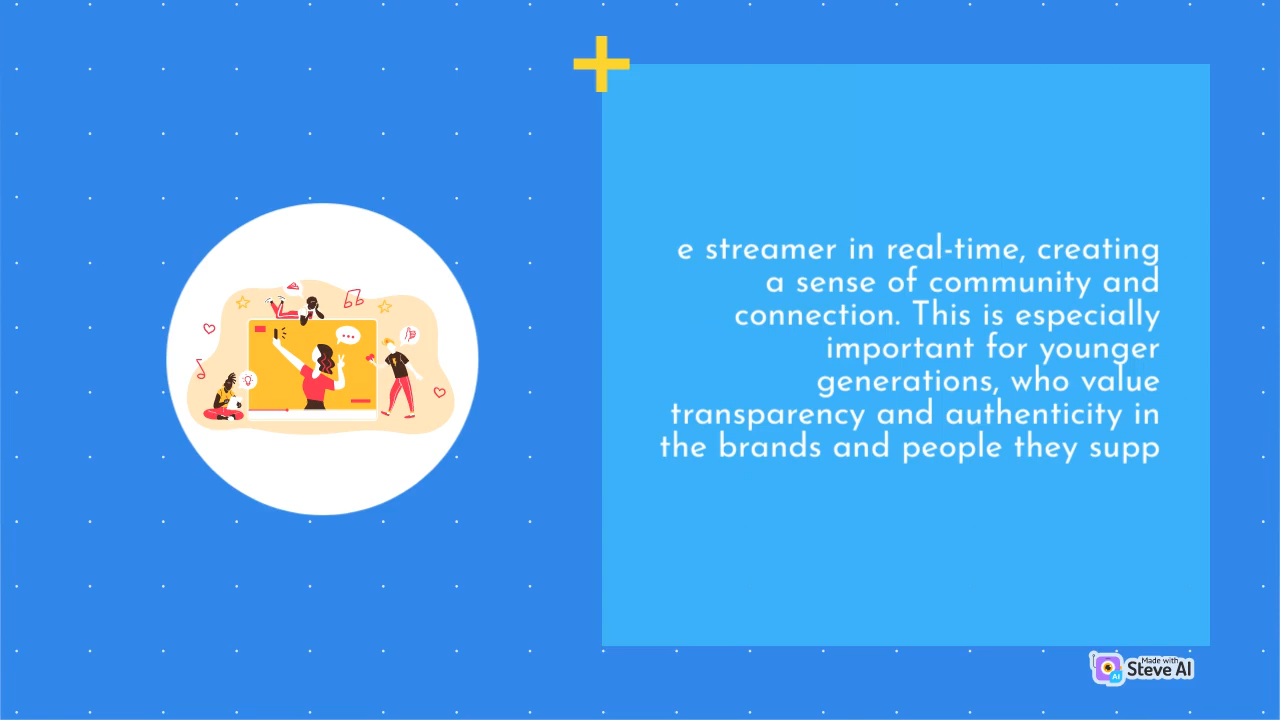 e streamer in real-time, creating
a sense of community and
connection. This is especially
important for younger
generations, who value
transparency and authenticity in
the brands and people they supp
Made with
Steve AI
AI